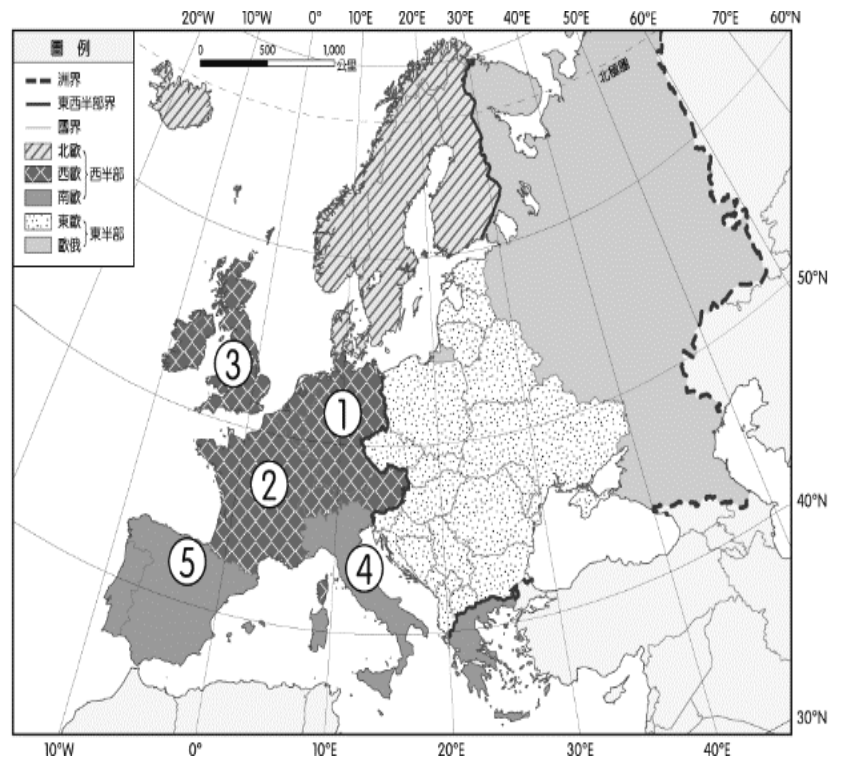 20°W 10°W 0° 10°E 20°E 30°E 40°E 50°E 60°E 70°E 60°N
圖 例
洲界
東西半部界
國界
北歐
西歐 西半部
南歐
東歐 東半部
歐俄
0 500 1,000
公里
北極圈
50°N
③
①
②
40°N
⑤
④
30°N
10°W 0° 10°E 20°E 30°E 40°E